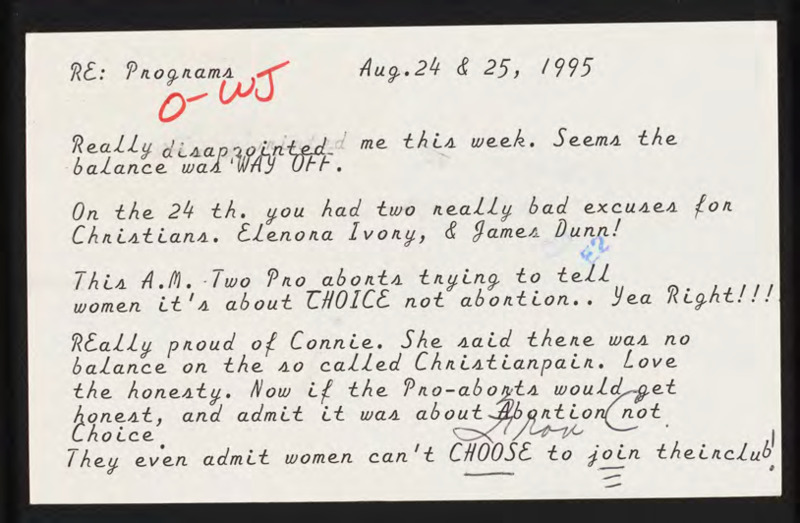 RE: Programs Aug.24 & 25, 1995
O-WJ
Really disappointed me this week. Seems the
balance was WAY OFF.
On the 24 th. you had two really bad excuses for
Christians. Elenora Ivory, & James Dunn!
E2
This A.M. Two Pro aborts trying to tell
women it's about CHOICE not abortion.. Yea Right!!!
REally proud of Connie. She said there was no
balance on the so called Christianpair. Love
the honesty. Now if the Pro-aborts would get
honest, and admit it was about Abortion not
Choice.
They even admit women can't CHOOSE to join theirclub!